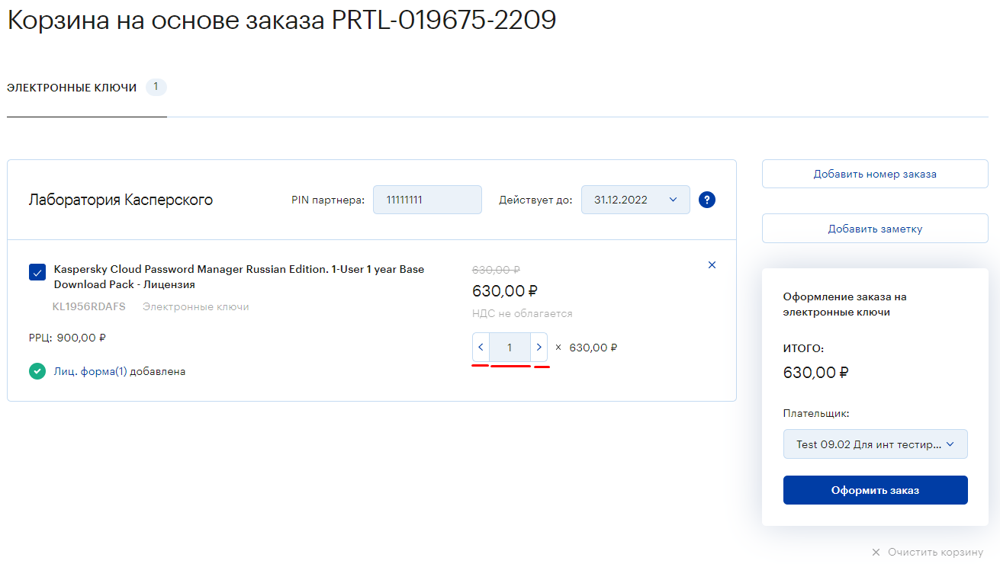 Корзина на основе заказа PRTL-019675-2209
ЭЛЕКТРОННЫЕ КЛЮЧИ 1
Лаборатория Касперского PIN партнера: 11111111 Действует до: 31.12.2022 ?
Kaspersky Cloud Password Manager Russian Edition. 1-User 1 year Base
Download Pack - Лицензия
KL1956RDAFS Электронные ключи
РРЦ: 900,00 ₽
Лиц. форма(1) добавлена
630,00 ₽
630,00 ₽
НДС не облагается
1 x 630,00 ₽
Добавить номер заказа
Добавить заметку
Оформление заказа на
электронные ключи
ИТОГО:
630,00 ₽
Плательщик:
Test 09.02 Для инт тестир...
Оформить заказ
Очистить корзину